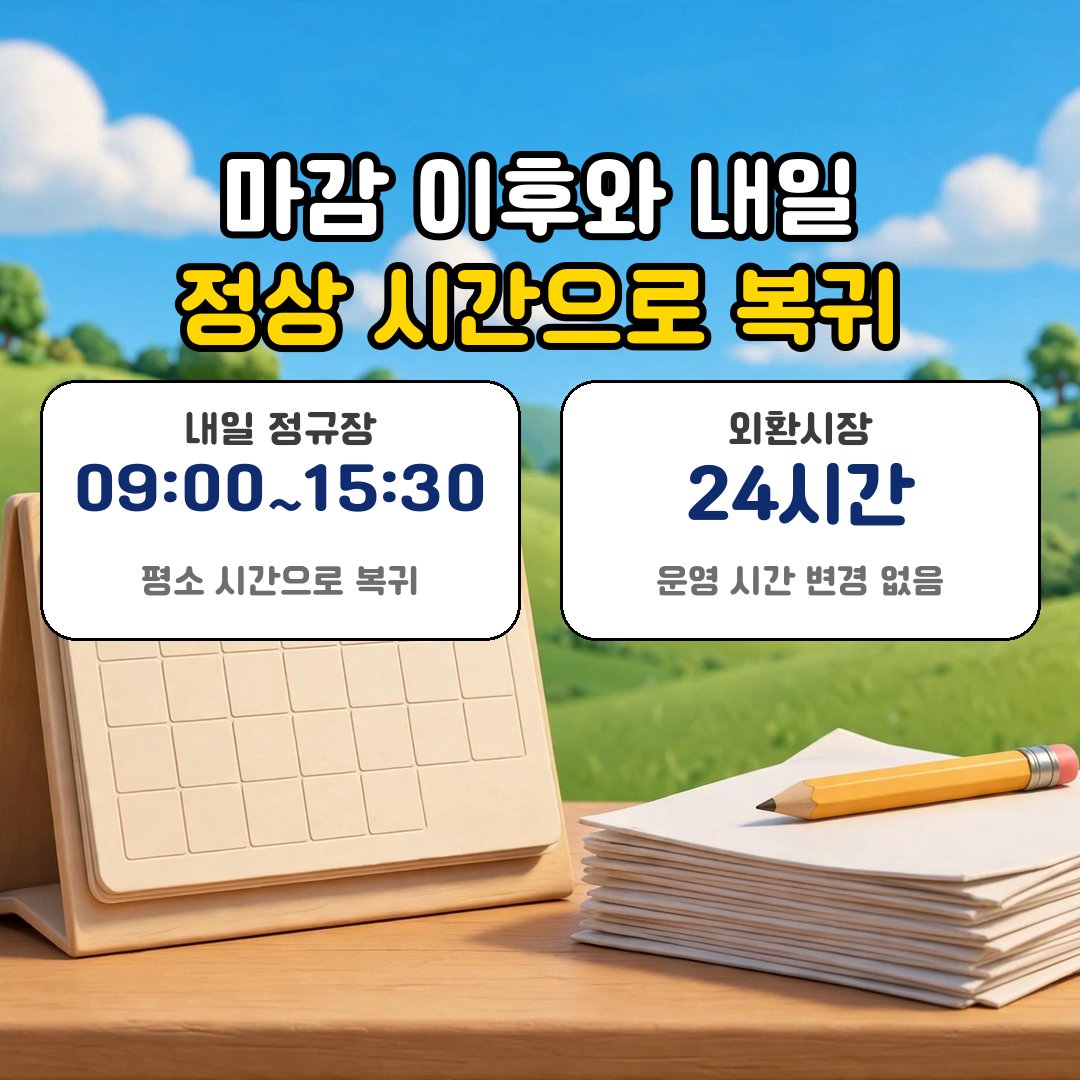 마감 이후와 내일
정상 시간으로 복귀
내일 정규장
09:00~15:30
평소 시간으로 복귀
외환시장
24시간
운영 시간 변경 없음